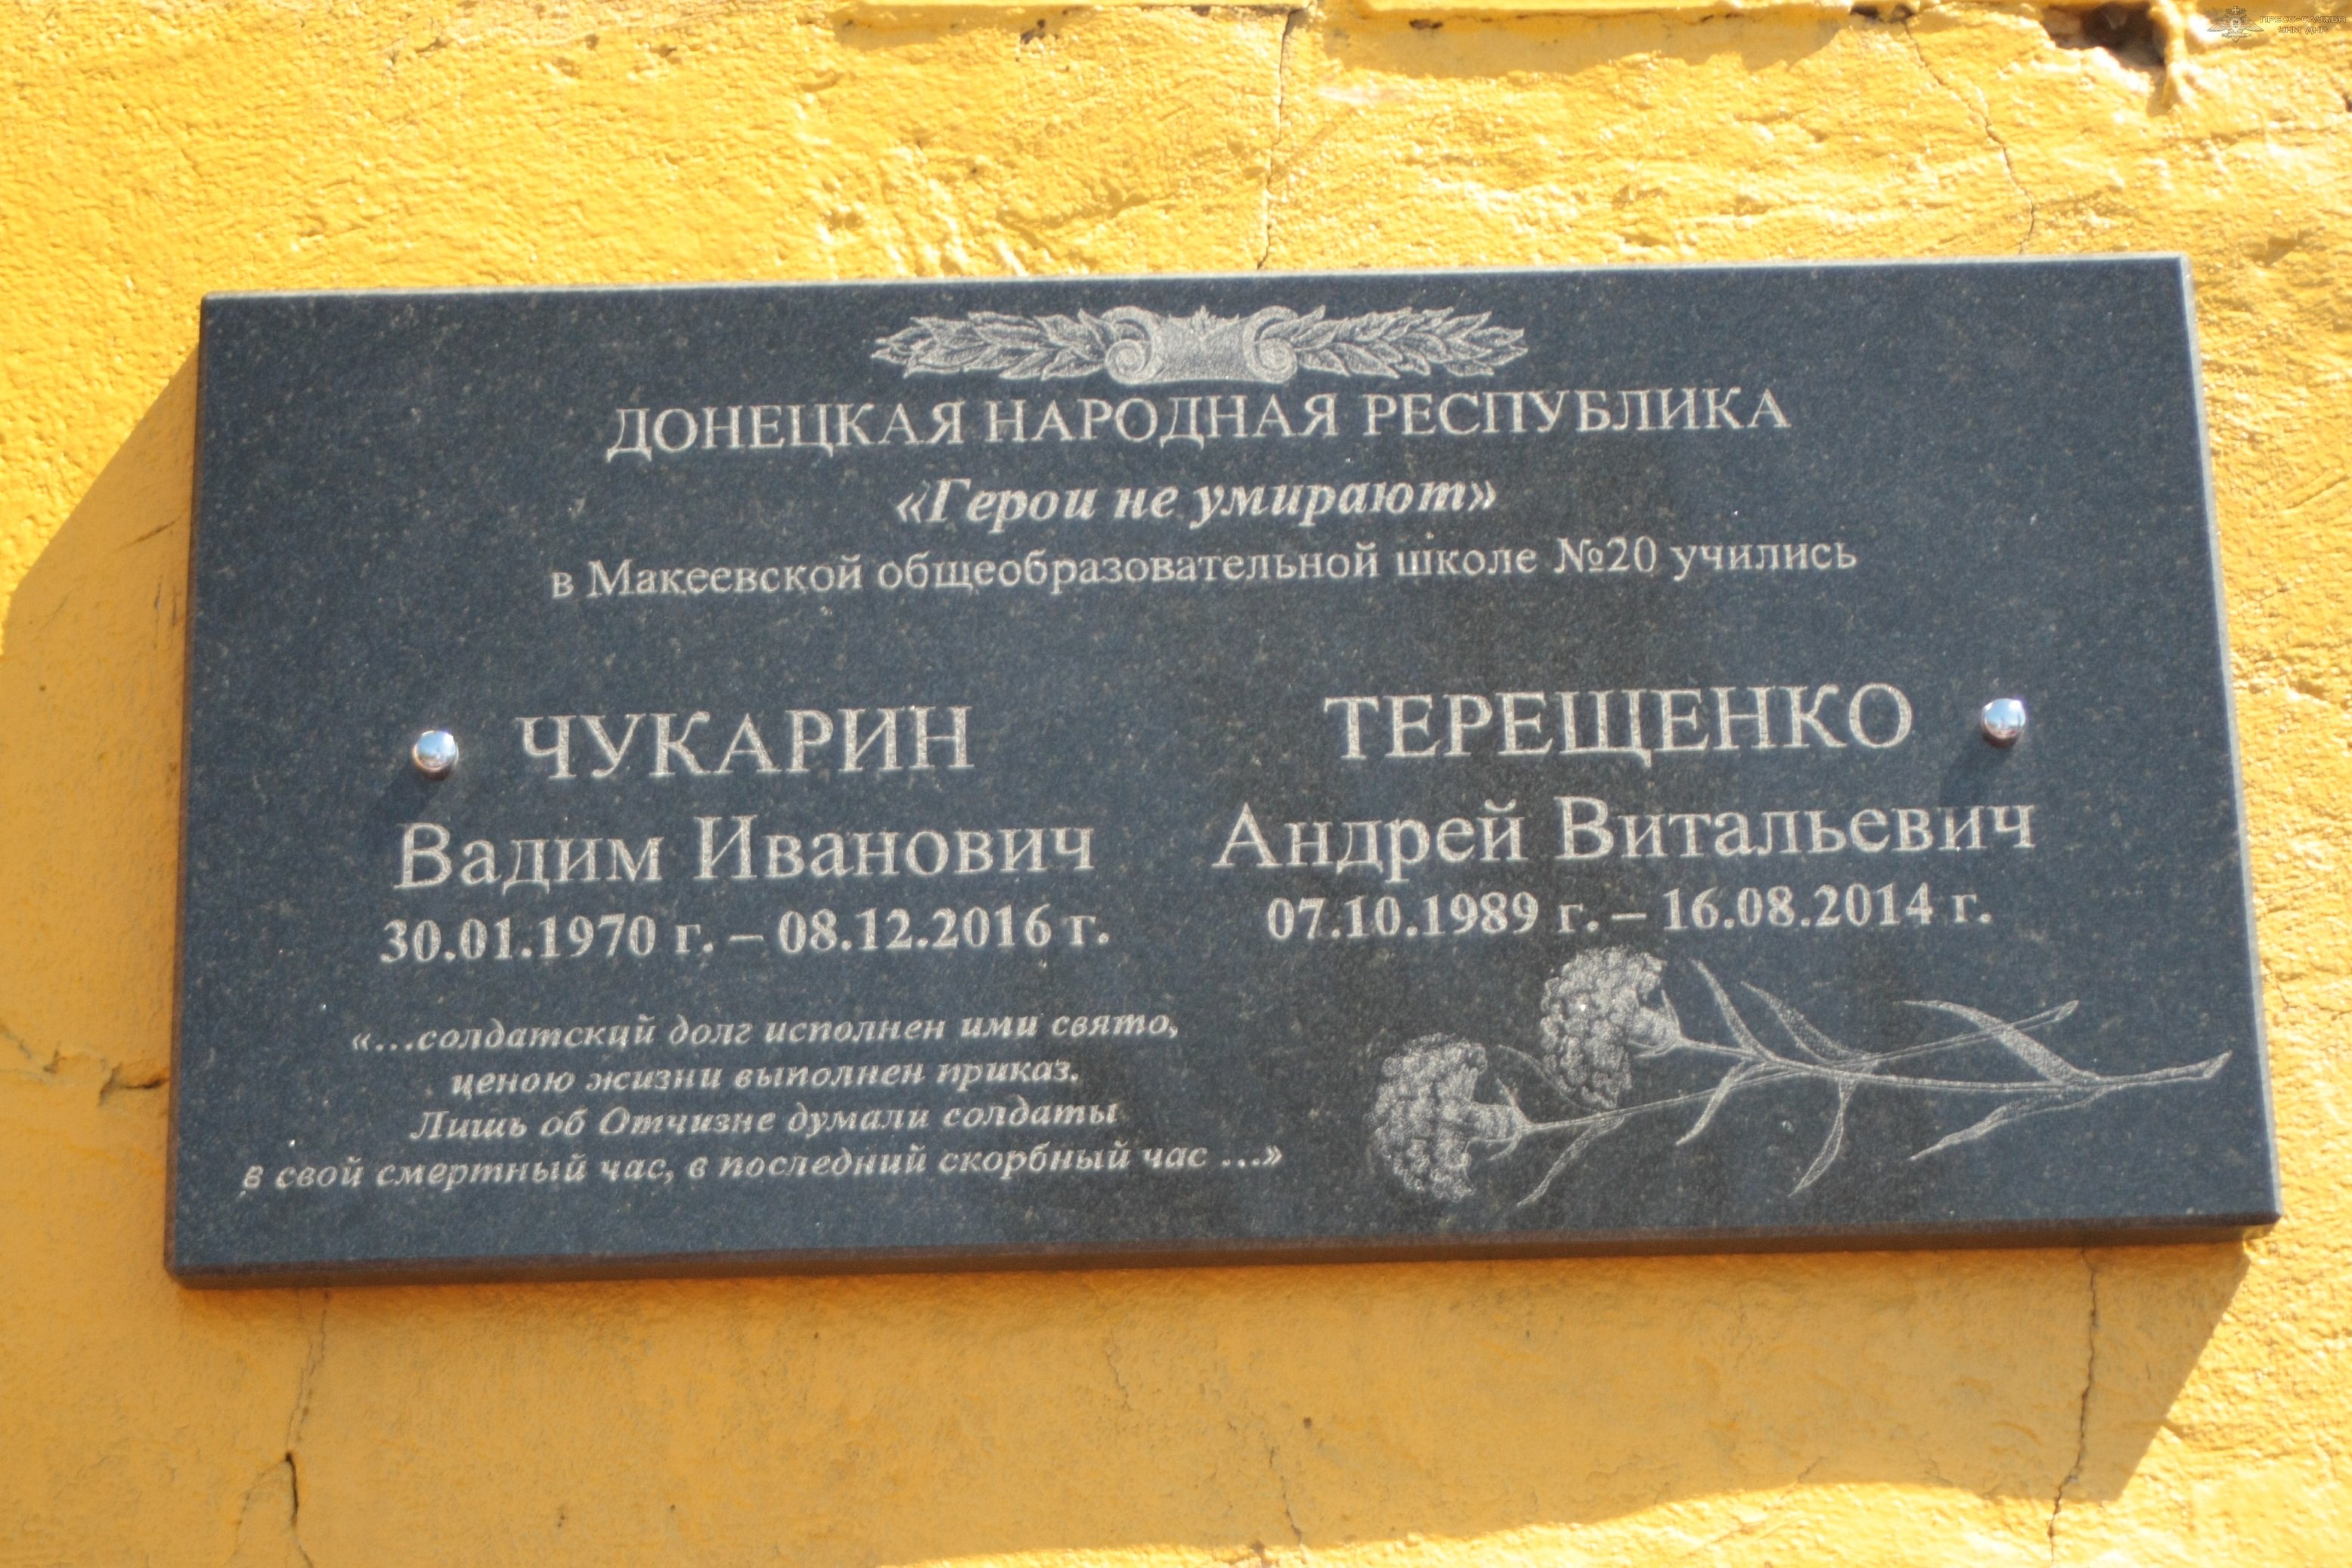 ДОНЕЦКАЯ НАРОДНАЯ РЕСПУБЛИКА
«Герои не умирают»
в Макеевской общеобразовательной школе №20 учились
ЧУКАРИН
Вадим Иванович
30.01.1970 г. – 08.12.2016 г.
ТЕРЕЩЕНКО
Андрей Витальевич
07.10.1989 г. – 16.08.2014 г.
«...солдатский долг исполнен ими свято,
ценою жизни выполнен приказ.
Лишь об Отчизне думали солдаты
в свой смертный час, в последний скорбный час ...»